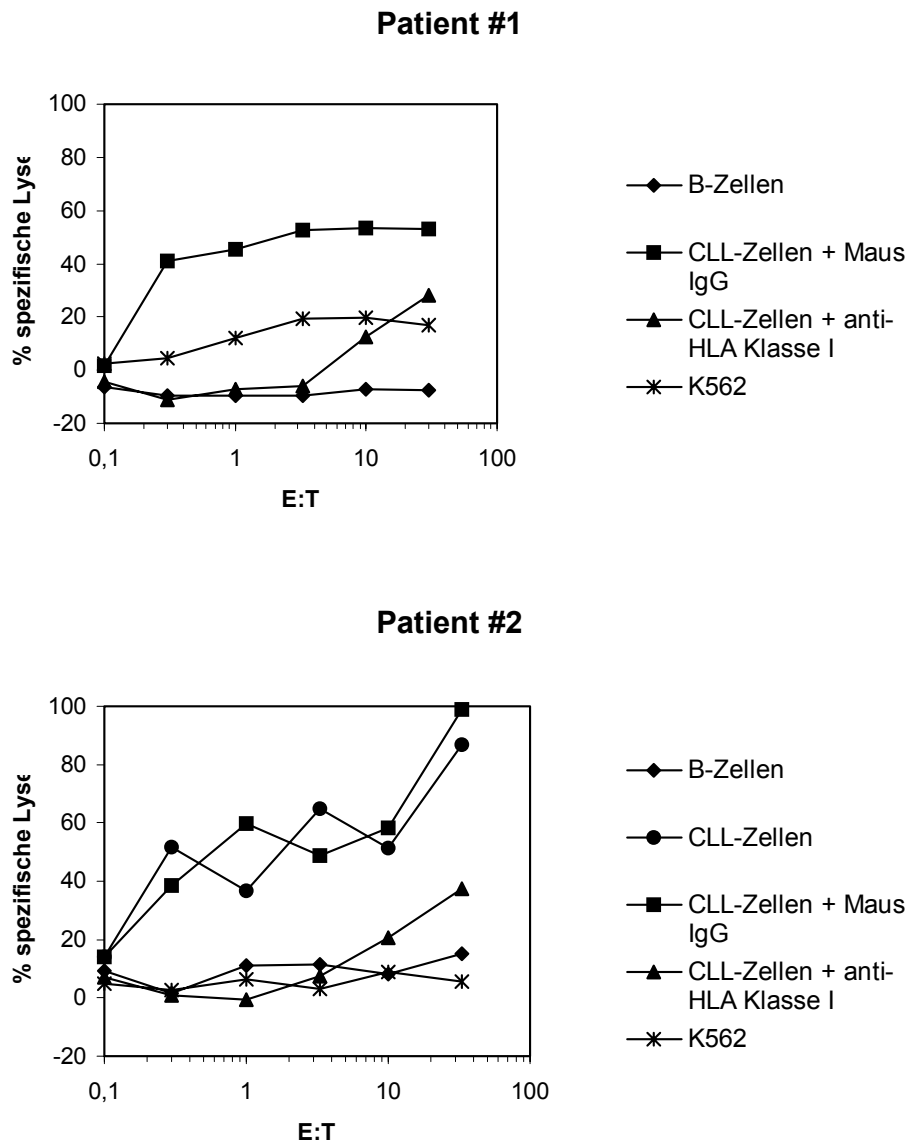 Patient #1
100
80
60
40
20
0
-20
% spezifische Lyse
0,1 1 10 100
E:T
B-Zellen
CLL-Zellen + Maus
IgG
CLL-Zellen + anti-
HLA Klasse I
K562
Patient #2
100
80
60
40
20
0
-20
% spezifische Lyse
0,1 1 10 100
E:T
B-Zellen
CLL-Zellen
CLL-Zellen + Maus
IgG
CLL-Zellen + anti-
HLA Klasse I
K562